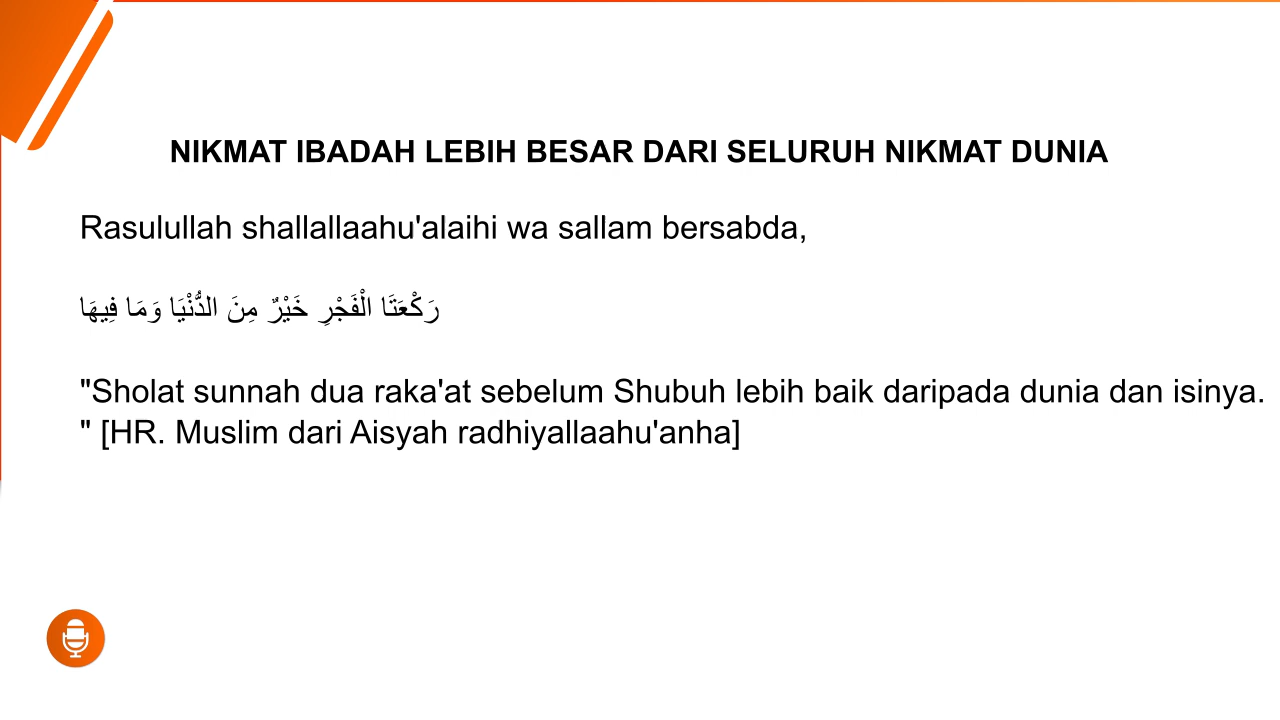 NIKMAT IBADAH LEBIH BESAR DARI SELURUH NIKMAT DUNIA
Rasulullah shallallaahu'alaihi wa sallam bersabda,
رَكْعَتَا الْفَجْرِ خَيْرٌ مِنَ الدُّنْيَا وَمَا فِيهَا
"Sholat sunnah dua raka'at sebelum Shubuh lebih baik daripada dunia dan isinya.
" [HR. Muslim dari Aisyah radhiyallaahu'anha]